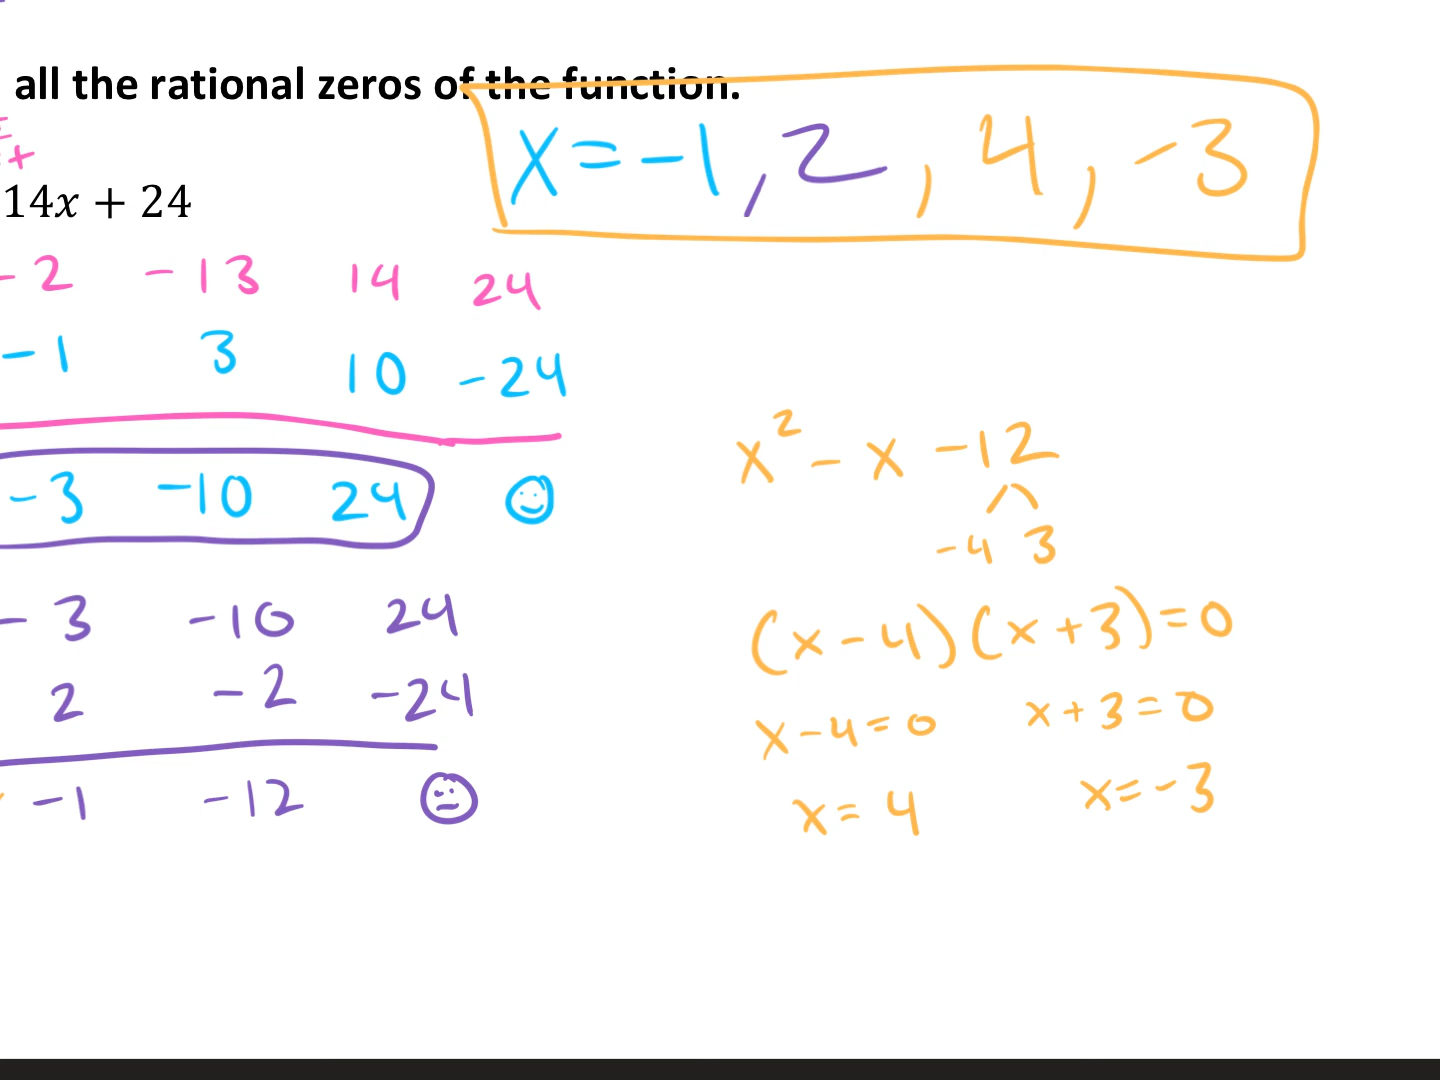 all the rational zeros of the function.
x = -1, 2, 4, -3
+
14x + 24
-2 -13 14 24
-1 3 10 -24
-3 -10 24
-3 -10 24
2 -2 -24
-1 -12
x² - x - 12
-4 3
(x - 4)(x + 3) = 0
x - 4 = 0 x + 3 = 0
x = 4 x = -3